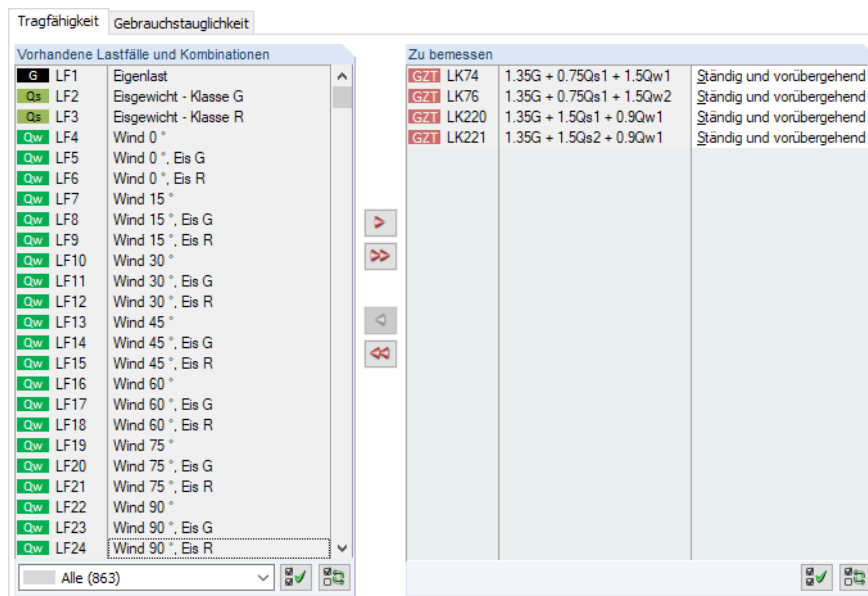 Tragfähigkeit Gebrauchstauglichkeit
Vorhandene Lastfälle und Kombinationen
G LF1 Eigenlast
Qs LF2 Eisgewicht - Klasse G
Qs LF3 Eisgewicht - Klasse R
Qw LF4 Wind 0 °
Qw LF5 Wind 0 °, Eis G
Qw LF6 Wind 0 °, Eis R
Qw LF7 Wind 15 °
Qw LF8 Wind 15 °, Eis G
Qw LF9 Wind 15 °, Eis R
Qw LF10 Wind 30 °
Qw LF11 Wind 30 °, Eis G
Qw LF12 Wind 30 °, Eis R
Qw LF13 Wind 45 °
Qw LF14 Wind 45 °, Eis G
Qw LF15 Wind 45 °, Eis R
Qw LF16 Wind 60 °
Qw LF17 Wind 60 °, Eis G
Qw LF18 Wind 60 °, Eis R
Qw LF19 Wind 75 °
Qw LF20 Wind 75 °, Eis G
Qw LF21 Wind 75 °, Eis R
Qw LF22 Wind 90 °
Qw LF23 Wind 90 °, Eis G
Qw LF24 Wind 90 °, Eis R
Alle (863)
Zu bemessen
GZT LK74 1.35G + 0.75Qs1 + 1.5Qw1 Ständig und vorübergehend
GZT LK76 1.35G + 0.75Qs1 + 1.5Qw2 Ständig und vorübergehend
GZT LK220 1.35G + 1.5Qs1 + 0.9Qw1 Ständig und vorübergehend
GZT LK221 1.35G + 1.5Qs2 + 0.9Qw1 Ständig und vorübergehend